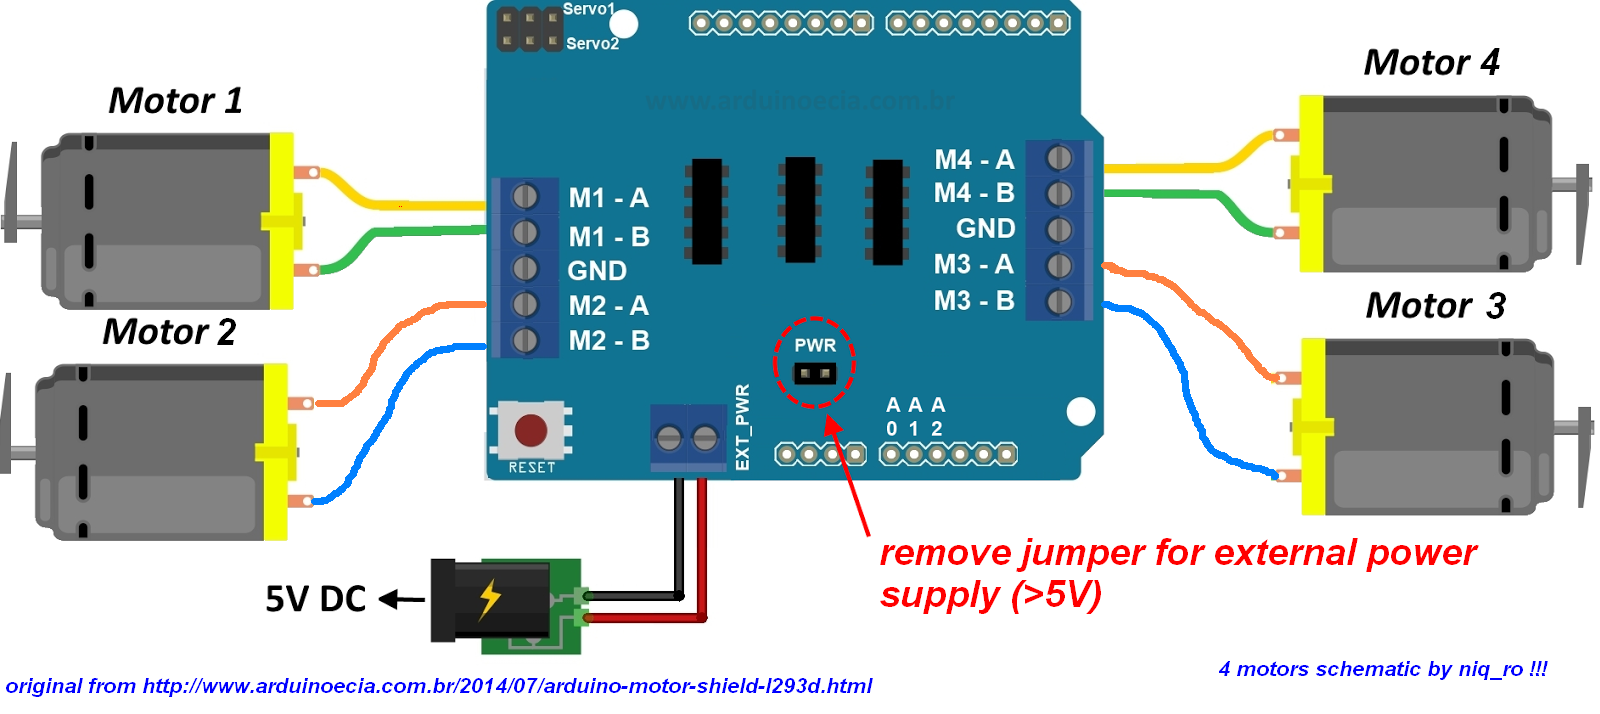 Servo1
Servo2
Motor 1
Motor 4
www.arduinoecia.com.br
M1 - A
M1 - B
GND
M2 - A
M2 - B
M4 - A
M4 - B
GND
M3 - A
M3 - B
Motor 2
Motor 3
PWR
EXT_PWR
A A A
0 1 2
RESET
remove jumper for external power
supply (>5V)
5V DC
4 motors schematic by niq_ro !!!
original from http://www.arduinoecia.com.br/2014/07/arduino-motor-shield-l293d.html